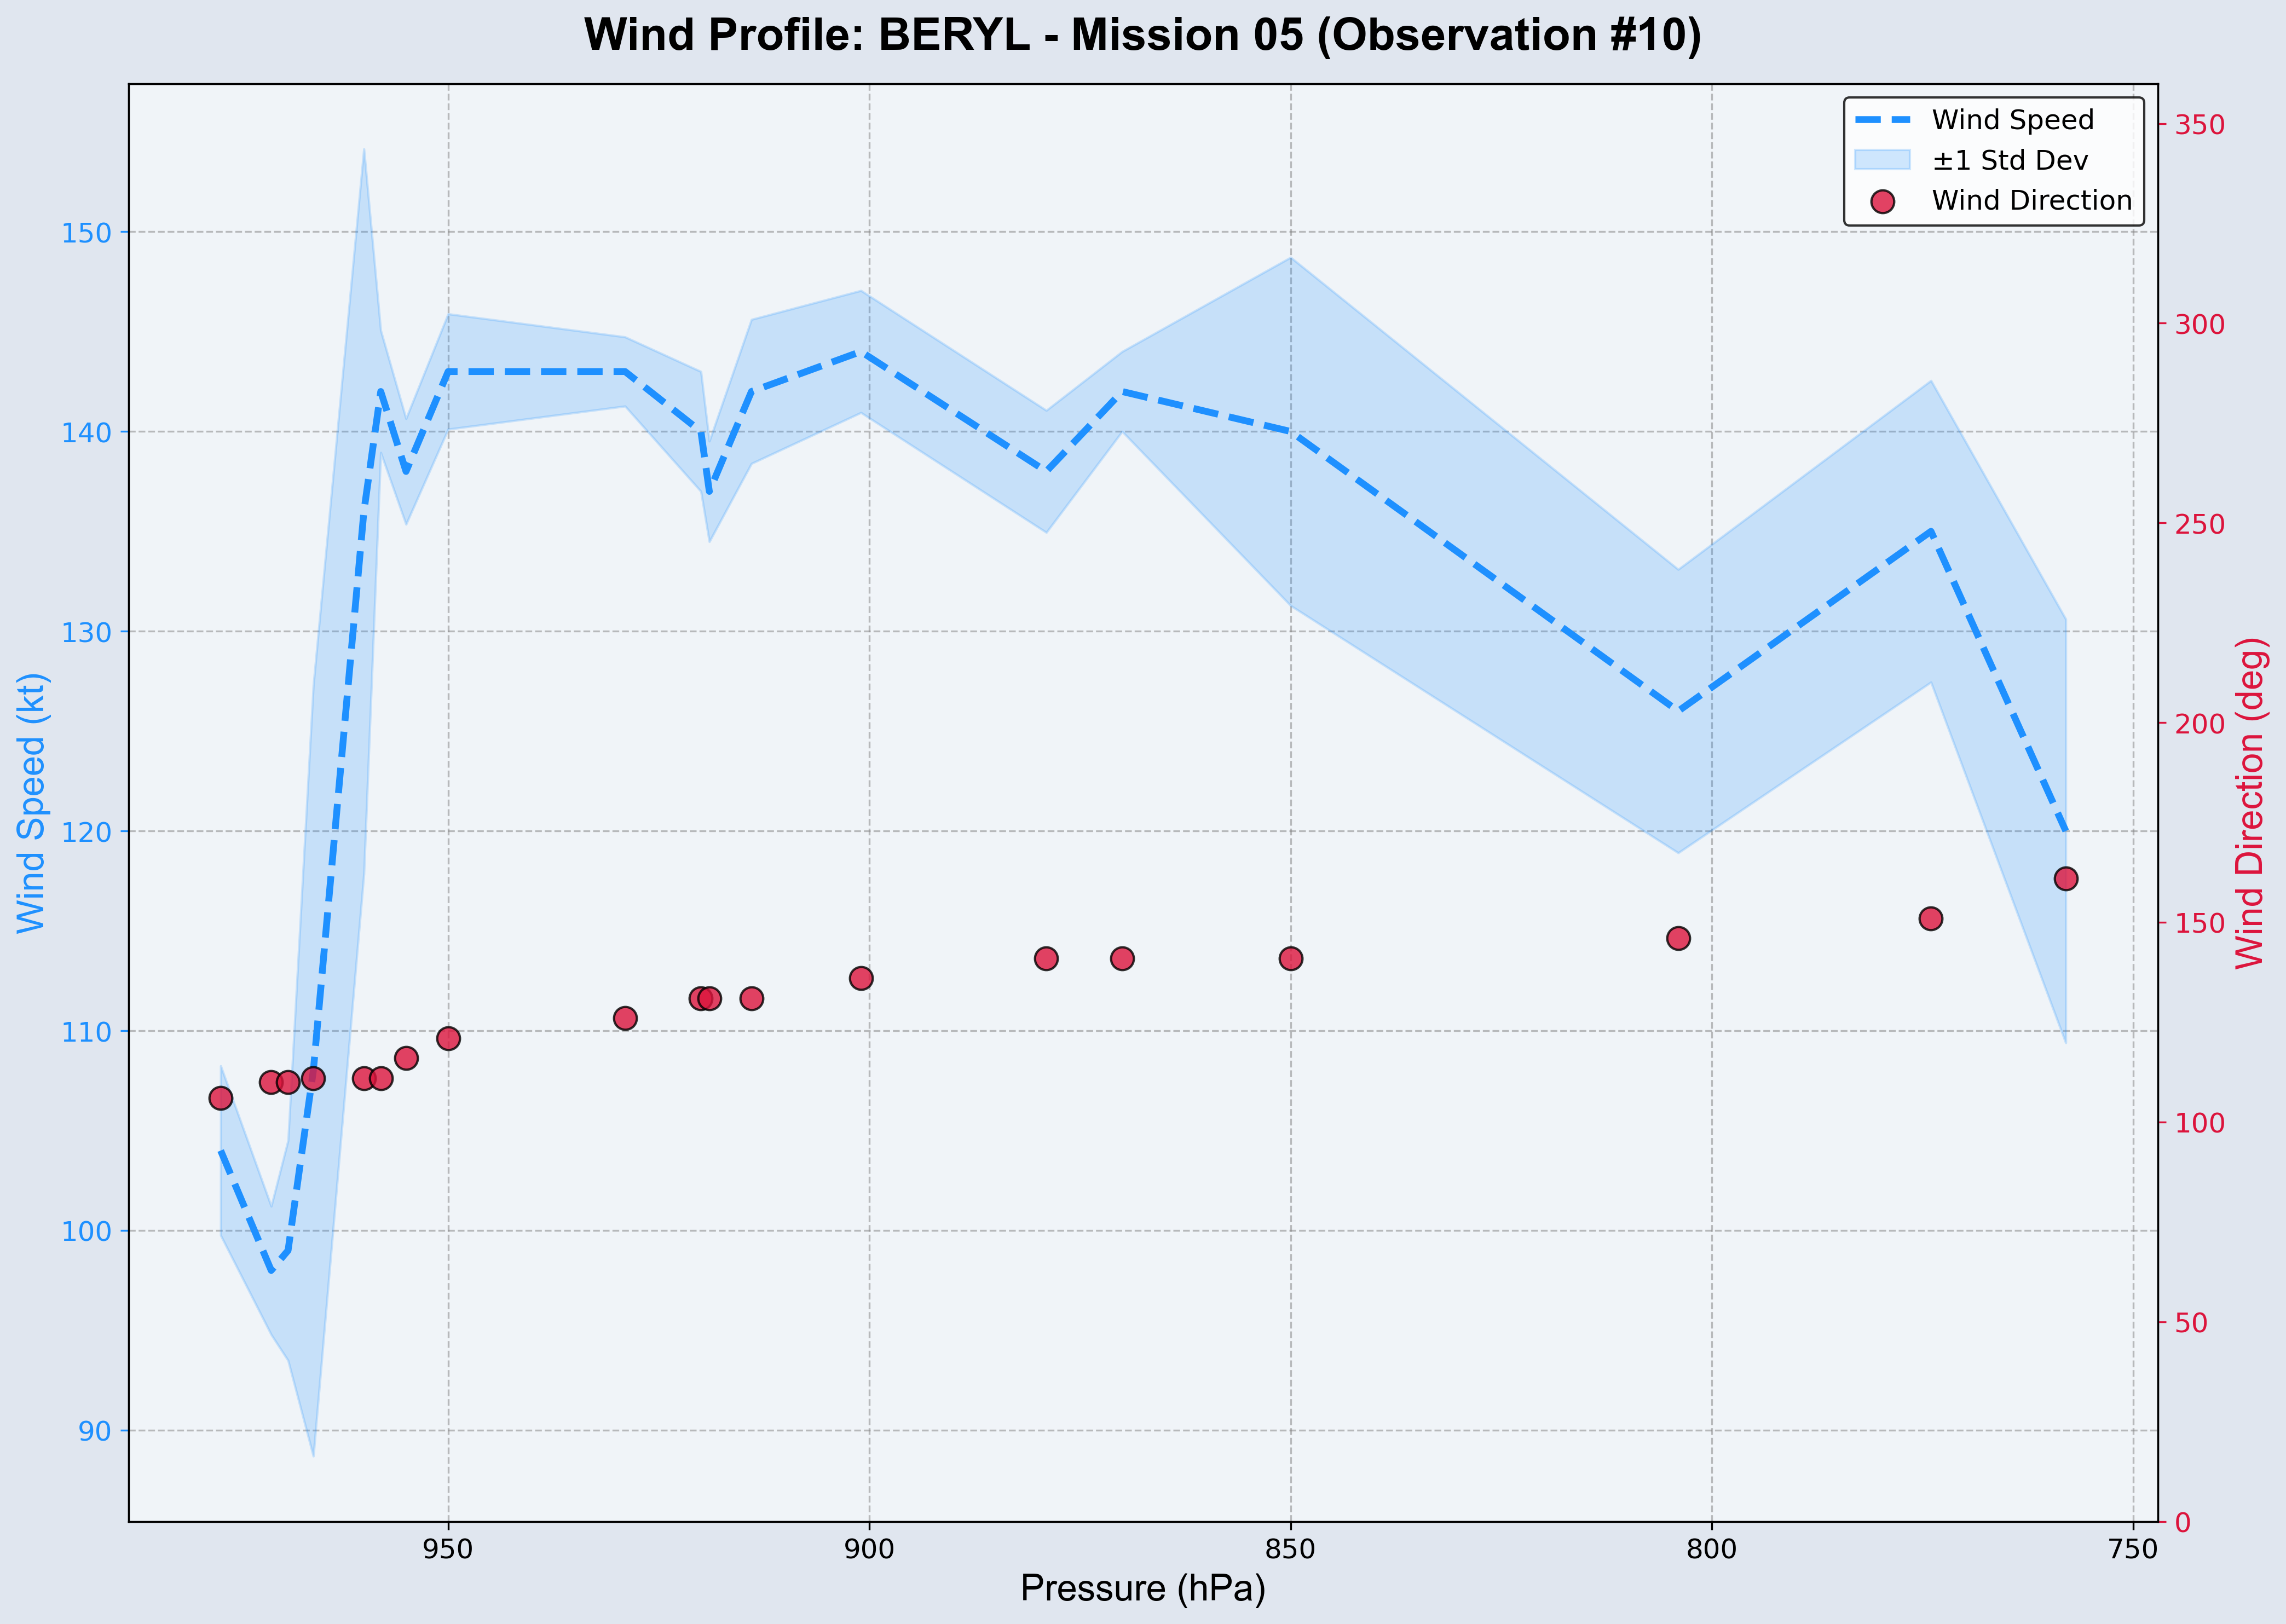 Wind Profile: BERYL - Mission 05 (Observation #10)
Wind Speed
±1 Std Dev
Wind Direction
Wind Speed (kt)
150
140
130
120
110
100
90
350
300
250
200
150
100
50
0
Wind Direction (deg)
950
900
850
800
750
Pressure (hPa)